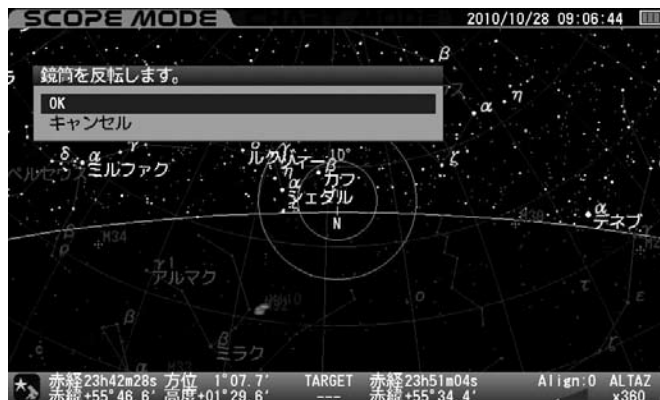 SCOPE MODE
2010/10/28 09:06:44
鏡筒を反転します。
OK
キャンセル
β
α
η
δ
α
ミルファク
γ
10°
η
β
カフ
α
シェダル
ζ
N
α
デネブ
M39
M34
ρ
γ1
アルマク
β
β
ミラク
ο
τ
ε
赤経23h42m28s 方位 1°07.7' TARGET 赤経23h51m04s Align:0 ALTAZ
赤緯+55°46.6' 高度+01°29.6' --- 赤緯+55°34.4' x360